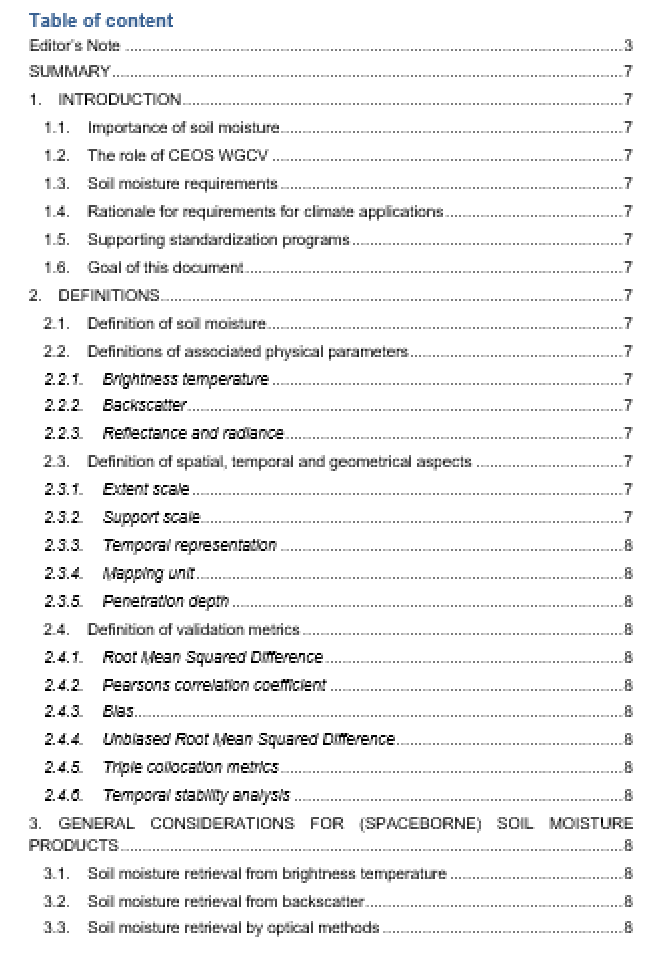 Table of content
Editor's Note 3
SUMMARY 7
1. INTRODUCTION 7
1.1. Importance of soil moisture 7
1.2. The role of CEOS WGCV 7
1.3. Soil moisture requirements 7
1.4. Rationale for requirements for climate applications 7
1.5. Supporting standardization programs 7
1.6. Goal of this document 7
2. DEFINITIONS 7
2.1. Definition of soil moisture 7
2.2. Definitions of associated physical parameters 7
2.2.1. Brightness temperature 7
2.2.2. Backscatter 7
2.2.3. Reflectance and radiance 7
2.3. Definition of spatial, temporal and geometrical aspects 7
2.3.1. Extent scale 7
2.3.2. Support scale 7
2.3.3. Temporal representation 8
2.3.4. Mapping unit 8
2.3.5. Penetration depth 8
2.4. Definition of validation metrics 8
2.4.1. Root Mean Squared Difference 8
2.4.2. Pearsons correlation coefficient 8
2.4.3. Bias 8
2.4.4. Unbiased Root Mean Squared Difference 8
2.4.5. Triple collocation metrics 8
2.4.6. Temporal stability analysis 8
3. GENERAL CONSIDERATIONS FOR (SPACEBORNE) SOIL MOISTURE
PRODUCTS 8
3.1. Soil moisture retrieval from brightness temperature 8
3.2. Soil moisture retrieval from backscatter 8
3.3. Soil moisture retrieval by optical methods 8